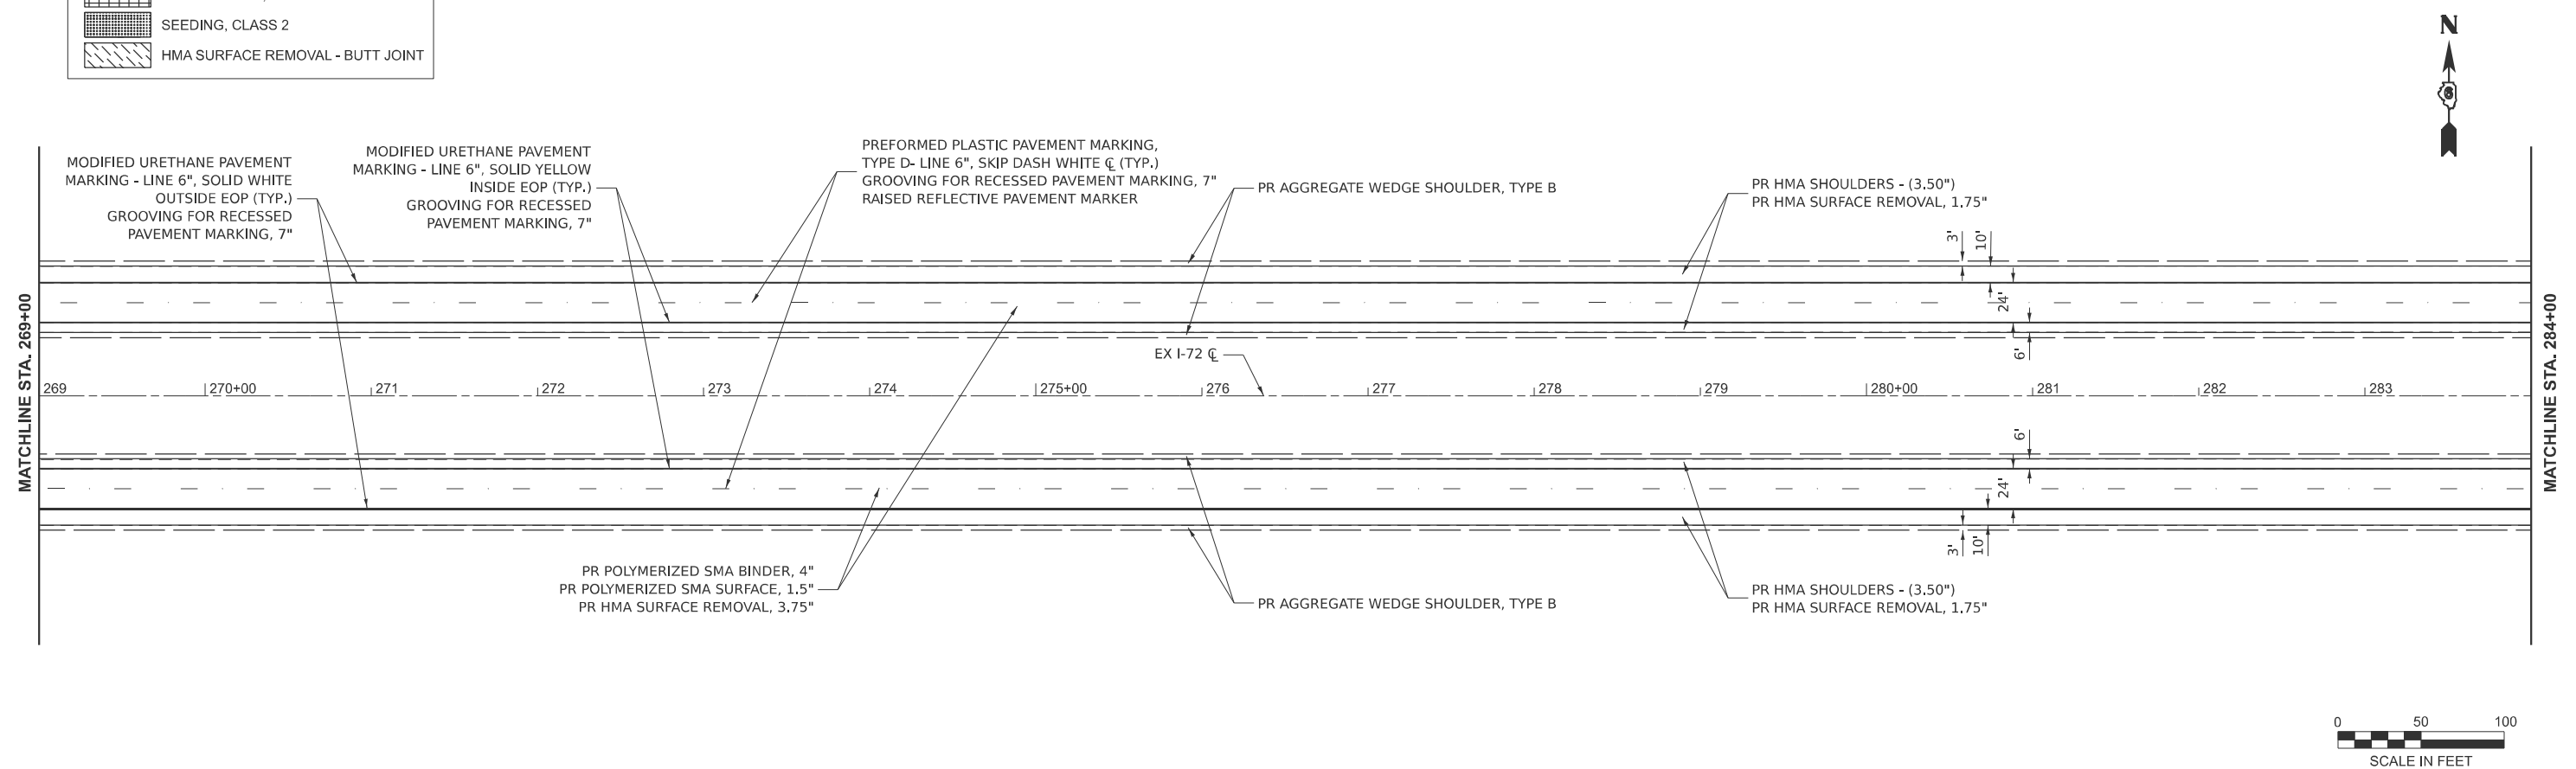 SEEDING, CLASS 2
HMA SURFACE REMOVAL - BUTT JOINT
N
6
MODIFIED URETHANE PAVEMENT
MARKING - LINE 6", SOLID WHITE
OUTSIDE EOP (TYP.)
GROOVING FOR RECESSED
PAVEMENT MARKING, 7"
MODIFIED URETHANE PAVEMENT
MARKING - LINE 6", SOLID YELLOW
INSIDE EOP (TYP.)
GROOVING FOR RECESSED
PAVEMENT MARKING, 7"
PREFORMED PLASTIC PAVEMENT MARKING,
TYPE D- LINE 6", SKIP DASH WHITE ℄ (TYP.)
GROOVING FOR RECESSED PAVEMENT MARKING, 7"
RAISED REFLECTIVE PAVEMENT MARKER
PR AGGREGATE WEDGE SHOULDER, TYPE B
PR HMA SHOULDERS - (3.50")
PR HMA SURFACE REMOVAL, 1.75"
3'
10'
24'
6'
MATCHLINE STA. 269+00
MATCHLINE STA. 284+00
EX I-72 ℄
269
270+00
271
272
273
274
275+00
276
277
278
279
280+00
281
282
283
6'
24'
3'
10'
PR POLYMERIZED SMA BINDER, 4"
PR POLYMERIZED SMA SURFACE, 1.5"
PR HMA SURFACE REMOVAL, 3.75"
PR AGGREGATE WEDGE SHOULDER, TYPE B
PR HMA SHOULDERS - (3.50")
PR HMA SURFACE REMOVAL, 1.75"
0
50
100
SCALE IN FEET